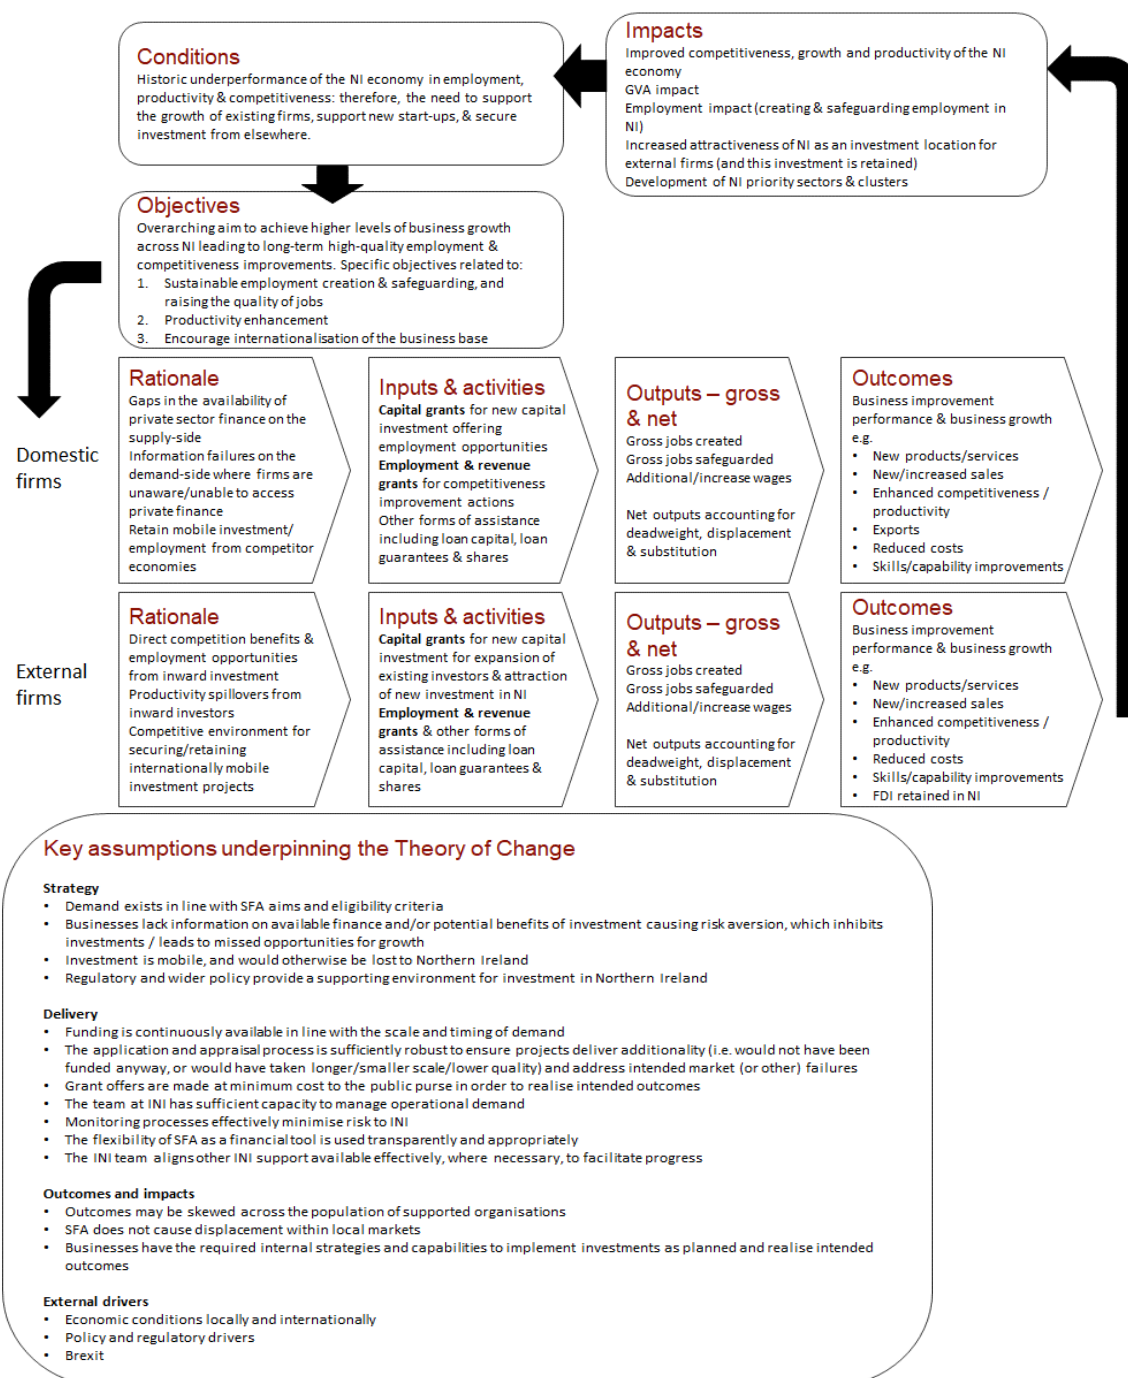 Conditions
Historic underperformance of the NI economy in employment,
productivity & competitiveness: therefore, the need to support
the growth of existing firms, support new start-ups, & secure
investment from elsewhere.
Impacts
Improved competitiveness, growth and productivity of the NI
economy
GVA impact
Employment impact (creating & safeguarding employment in
NI)
Increased attractiveness of NI as an investment location for
external firms (and this investment is retained)
Development of NI priority sectors & clusters
Objectives
Overarching aim to achieve higher levels of business growth
across NI leading to long-term high-quality employment &
competitiveness improvements. Specific objectives related to:
1. Sustainable employment creation & safeguarding, and
raising the quality of jobs
2. Productivity enhancement
3. Encourage internationalisation of the business base
Domestic
firms
Rationale
Gaps in the availability of
private sector finance on the
supply-side
Information failures on the
demand-side where firms are
unaware/unable to access
private finance
Retain mobile investment/
employment from competitor
economies
Inputs & activities
Capital grants for new capital
investment offering
employment opportunities
Employment & revenue
grants for competitiveness
improvement actions
Other forms of assistance
including loan capital, loan
guarantees & shares
Outputs – gross
& net
Gross jobs created
Gross jobs safeguarded
Additional/increase wages
Net outputs accounting for
deadweight, displacement
& substitution
Outcomes
Business improvement
performance & business growth
e.g.
• New products/services
• New/increased sales
• Enhanced competitiveness /
productivity
• Exports
• Reduced costs
• Skills/capability improvements
External
firms
Rationale
Direct competition benefits &
employment opportunities
from inward investment
Productivity spillovers from
inward investors
Competitive environment for
securing/retaining
internationally mobile
investment projects
Inputs & activities
Capital grants for new capital
investment for expansion of
existing investors & attraction
of new investment in NI
Employment & revenue
grants & other forms of
assistance including loan
capital, loan guarantees &
shares
Outputs – gross
& net
Gross jobs created
Gross jobs safeguarded
Additional/increase wages
Net outputs accounting for
deadweight, displacement
& substitution
Outcomes
Business improvement
performance & business growth
e.g.
• New products/services
• New/increased sales
• Enhanced competitiveness /
productivity
• Reduced costs
• Skills/capability improvements
• FDI retained in NI
Key assumptions underpinning the Theory of Change
Strategy
• Demand exists in line with SFA aims and eligibility criteria
• Businesses lack information on available finance and/or potential benefits of investment causing risk aversion, which inhibits
investments / leads to missed opportunities for growth
• Investment is mobile, and would otherwise be lost to Northern Ireland
• Regulatory and wider policy provide a supporting environment for investment in Northern Ireland
Delivery
• Funding is continuously available in line with the scale and timing of demand
• The application and appraisal process is sufficiently robust to ensure projects deliver additionality (i.e. would not have been
funded anyway, or would have taken longer/smaller scale/lower quality) and address intended market (or other) failures
• Grant offers are made at minimum cost to the public purse in order to realise intended outcomes
• The team at INI has sufficient capacity to manage operational demand
• Monitoring processes effectively minimise risk to INI
• The flexibility of SFA as a financial tool is used transparently and appropriately
• The INI team aligns other INI support available effectively, where necessary, to facilitate progress
Outcomes and impacts
• Outcomes may be skewed across the population of supported organisations
• SFA does not cause displacement within local markets
• Businesses have the required internal strategies and capabilities to implement investments as planned and realise intended
outcomes
External drivers
• Economic conditions locally and internationally
• Policy and regulatory drivers
• Brexit